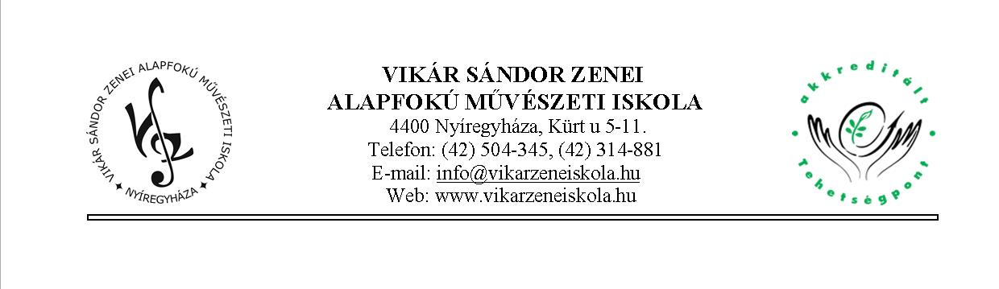 VIKÁR SÁNDOR ZENEI ALAPFOKÚ MŰVÉSZETI ISKOLA
NYÍREGYHÁZA
VIKÁR SÁNDOR ZENEI
ALAPFOKÚ MŰVÉSZETI ISKOLA
4400 Nyíregyháza, Kürt u 5-11.
Telefon: (42) 504-345, (42) 314-881
E-mail: info@vikarzeneiskola.hu
Web: www.vikarzeneiskola.hu
akkreditált
Tehetségpont